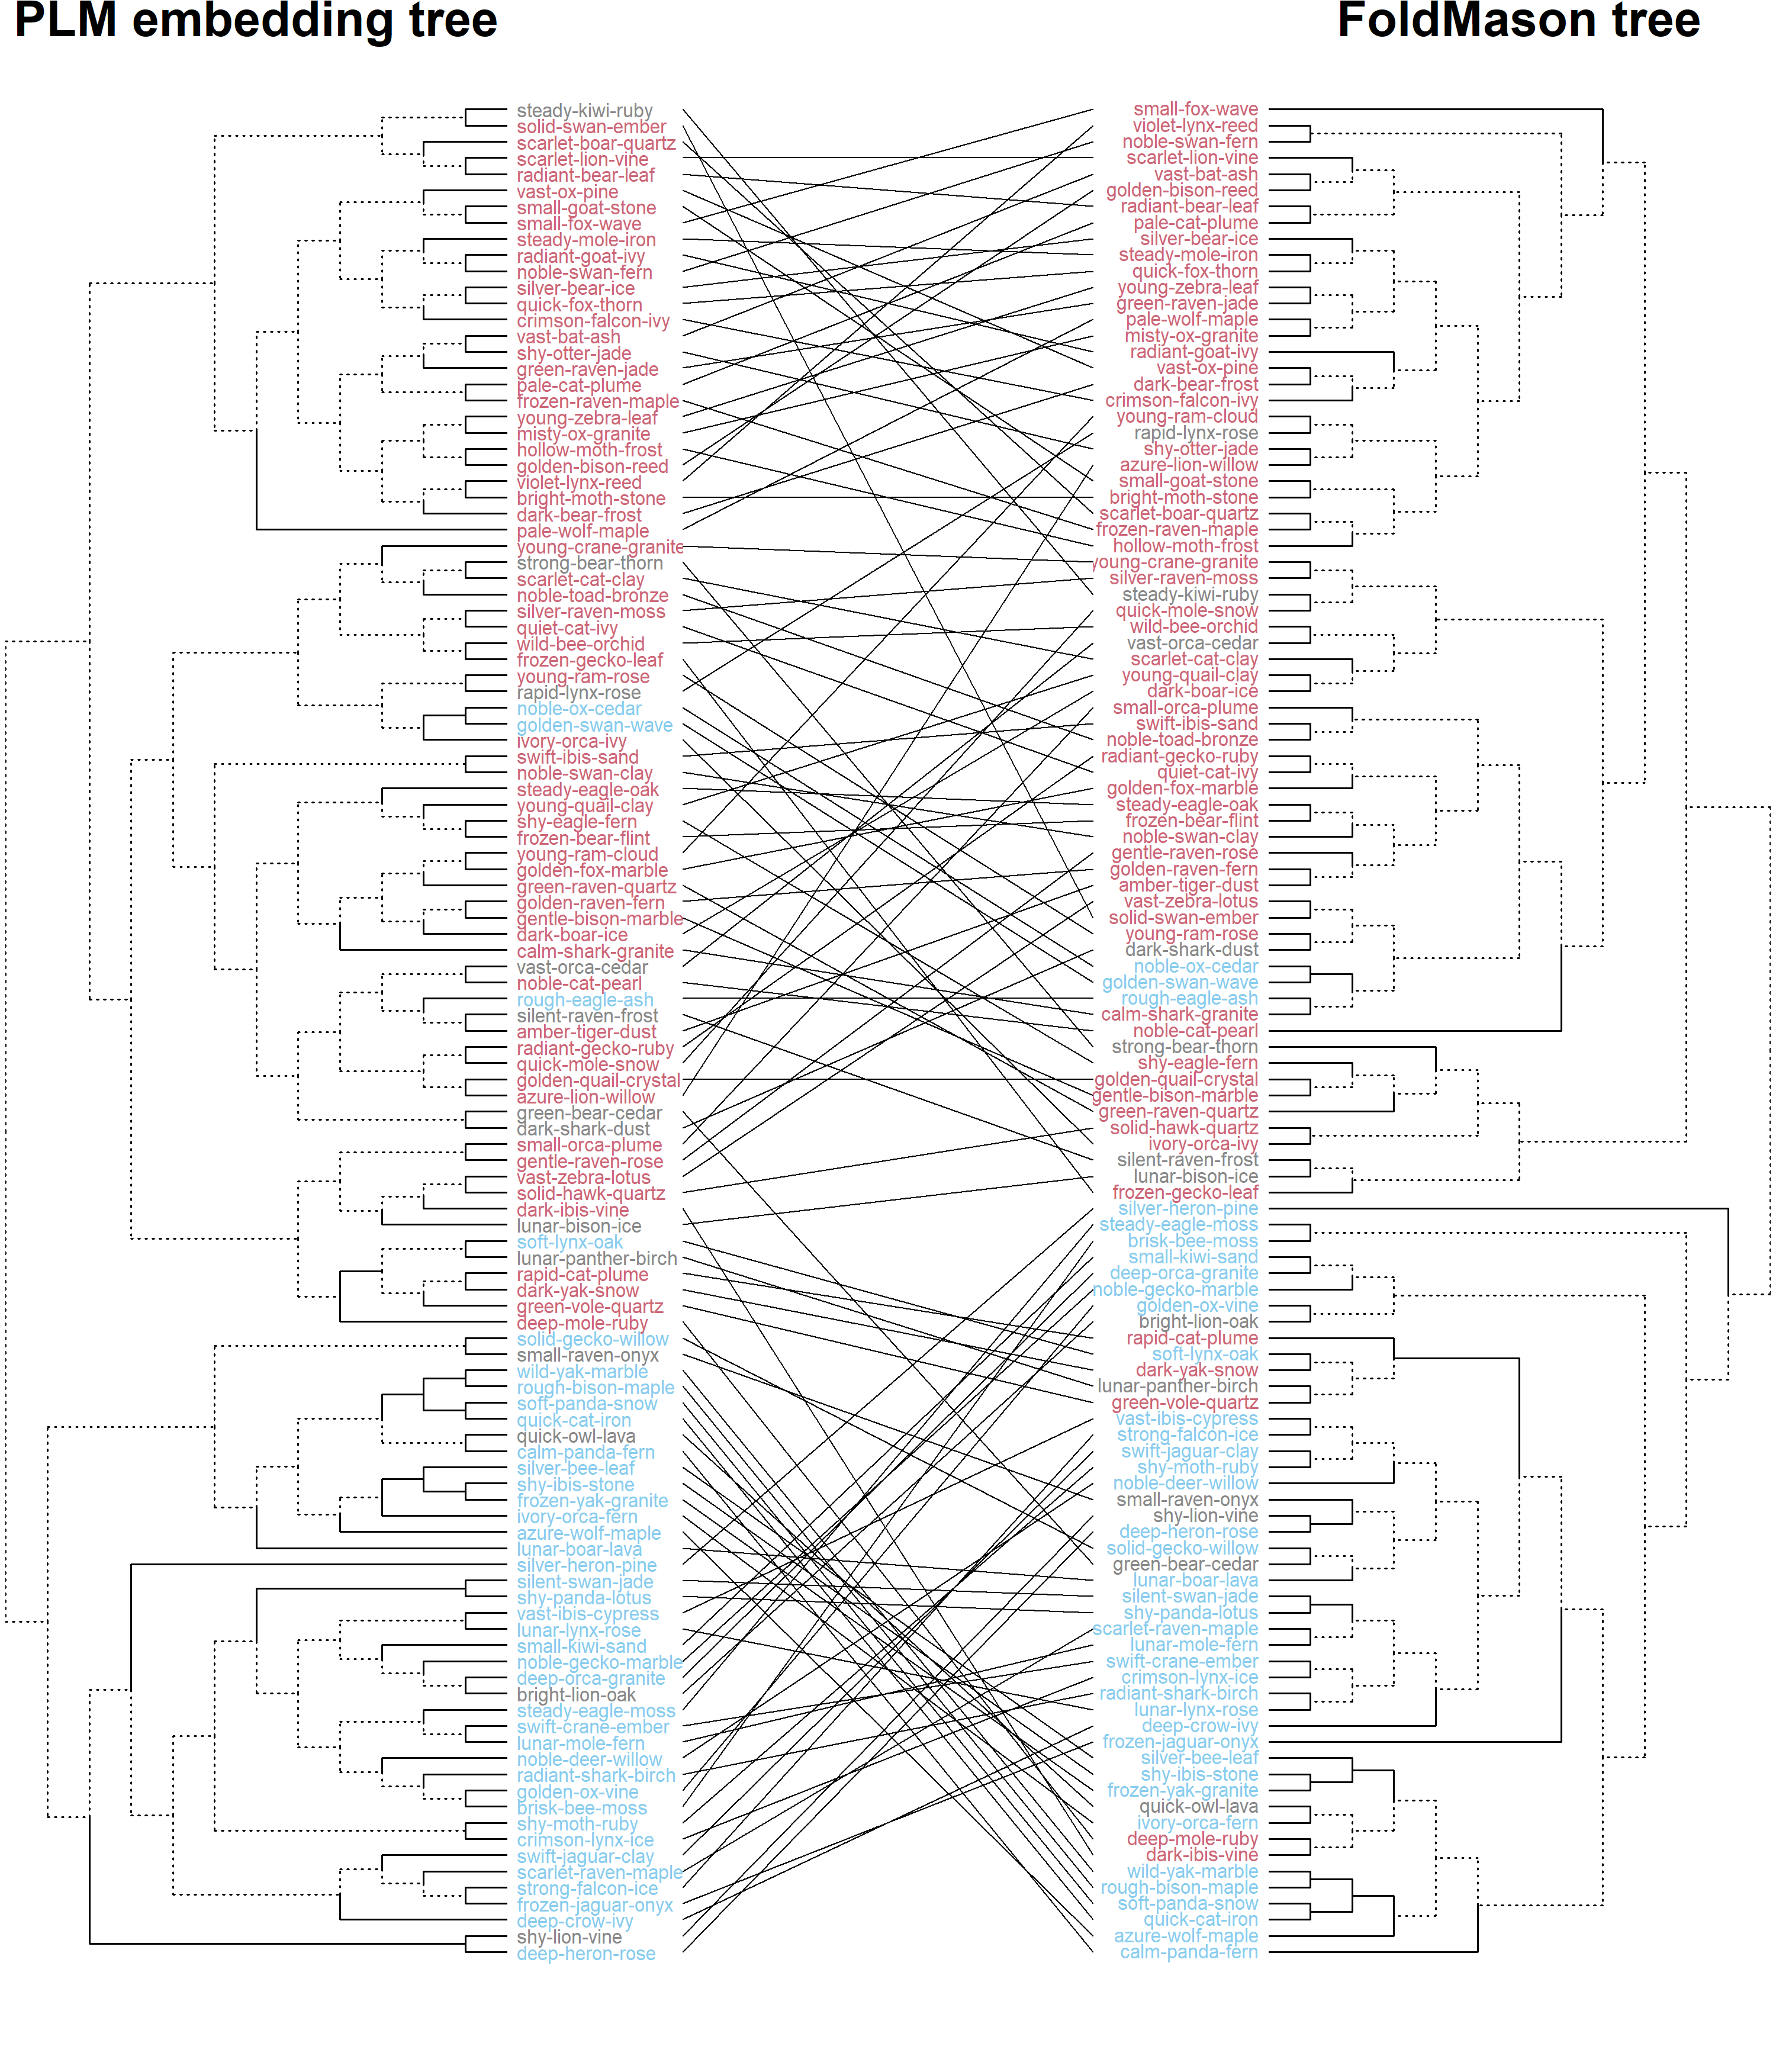 PLM embedding tree
FoldMason tree
steady-kiwi-ruby
solid-swan-ember
scarlet-boar-quartz
scarlet-lion-vine
radiant-bear-leaf
vast-ox-pine
small-goat-stone
small-fox-wave
steady-mole-iron
radiant-goat-ivy
noble-swan-fern
silver-bear-ice
quick-fox-thorn
crimson-falcon-ivy
vast-bat-ash
shy-otter-jade
green-raven-jade
pale-cat-plume
frozen-raven-maple
young-zebra-leaf
misty-ox-granite
hollow-moth-frost
golden-bison-reed
violet-lynx-reed
bright-moth-stone
dark-bear-frost
pale-wolf-maple
young-crane-granite
strong-bear-thorn
scarlet-cat-clay
noble-toad-bronze
silver-raven-moss
quiet-cat-ivy
wild-bee-orchid
frozen-gecko-leaf
young-ram-rose
rapid-lynx-rose
noble-ox-cedar
golden-swan-wave
ivory-orca-ivy
swift-ibis-sand
noble-swan-clay
steady-eagle-oak
young-quail-clay
shy-eagle-fern
frozen-bear-flint
young-ram-cloud
golden-fox-marble
green-raven-quartz
golden-raven-fern
gentle-bison-marble
dark-boar-ice
calm-shark-granite
vast-orca-cedar
noble-cat-pearl
rough-eagle-ash
silent-raven-frost
amber-tiger-dust
radiant-gecko-ruby
quick-mole-snow
golden-quail-crystal
azure-lion-willow
green-bear-cedar
dark-shark-dust
small-orca-plume
gentle-raven-rose
vast-zebra-lotus
solid-hawk-quartz
dark-ibis-vine
lunar-bison-ice
soft-lynx-oak
lunar-panther-birch
rapid-cat-plume
dark-yak-snow
green-vole-quartz
deep-mole-ruby
solid-gecko-willow
small-raven-onyx
wild-yak-marble
rough-bison-maple
soft-panda-snow
quick-cat-iron
quick-owl-lava
calm-panda-fern
silver-bee-leaf
shy-ibis-stone
frozen-yak-granite
ivory-orca-fern
azure-wolf-maple
lunar-boar-lava
silver-heron-pine
silent-swan-jade
shy-panda-lotus
vast-ibis-cypress
lunar-lynx-rose
small-kiwi-sand
noble-gecko-marble
deep-orca-granite
bright-lion-oak
steady-eagle-moss
swift-crane-ember
lunar-mole-fern
noble-deer-willow
radiant-shark-birch
golden-ox-vine
brisk-bee-moss
shy-moth-ruby
crimson-lynx-ice
swift-jaguar-clay
scarlet-raven-maple
strong-falcon-ice
frozen-jaguar-onyx
deep-crow-ivy
shy-lion-vine
deep-heron-rose
small-fox-wave
violet-lynx-reed
noble-swan-fern
scarlet-lion-vine
vast-bat-ash
golden-bison-reed
radiant-bear-leaf
pale-cat-plume
silver-bear-ice
steady-mole-iron
quick-fox-thorn
young-zebra-leaf
green-raven-jade
pale-wolf-maple
misty-ox-granite
radiant-goat-ivy
vast-ox-pine
dark-bear-frost
crimson-falcon-ivy
young-ram-cloud
rapid-lynx-rose
shy-otter-jade
azure-lion-willow
small-goat-stone
bright-moth-stone
scarlet-boar-quartz
frozen-raven-maple
hollow-moth-frost
young-crane-granite
silver-raven-moss
steady-kiwi-ruby
quick-mole-snow
wild-bee-orchid
vast-orca-cedar
scarlet-cat-clay
young-quail-clay
dark-boar-ice
small-orca-plume
swift-ibis-sand
noble-toad-bronze
radiant-gecko-ruby
quiet-cat-ivy
golden-fox-marble
steady-eagle-oak
frozen-bear-flint
noble-swan-clay
gentle-raven-rose
golden-raven-fern
amber-tiger-dust
vast-zebra-lotus
solid-swan-ember
young-ram-rose
dark-shark-dust
noble-ox-cedar
golden-swan-wave
rough-eagle-ash
calm-shark-granite
noble-cat-pearl
strong-bear-thorn
shy-eagle-fern
golden-quail-crystal
gentle-bison-marble
green-raven-quartz
solid-hawk-quartz
ivory-orca-ivy
silent-raven-frost
lunar-bison-ice
frozen-gecko-leaf
silver-heron-pine
steady-eagle-moss
brisk-bee-moss
small-kiwi-sand
deep-orca-granite
noble-gecko-marble
golden-ox-vine
bright-lion-oak
rapid-cat-plume
soft-lynx-oak
dark-yak-snow
lunar-panther-birch
green-vole-quartz
vast-ibis-cypress
strong-falcon-ice
swift-jaguar-clay
shy-moth-ruby
noble-deer-willow
small-raven-onyx
shy-lion-vine
deep-heron-rose
solid-gecko-willow
green-bear-cedar
lunar-boar-lava
silent-swan-jade
shy-panda-lotus
scarlet-raven-maple
lunar-mole-fern
swift-crane-ember
crimson-lynx-ice
radiant-shark-birch
lunar-lynx-rose
deep-crow-ivy
frozen-jaguar-onyx
silver-bee-leaf
shy-ibis-stone
frozen-yak-granite
quick-owl-lava
ivory-orca-fern
deep-mole-ruby
dark-ibis-vine
wild-yak-marble
rough-bison-maple
soft-panda-snow
quick-cat-iron
azure-wolf-maple
calm-panda-fern